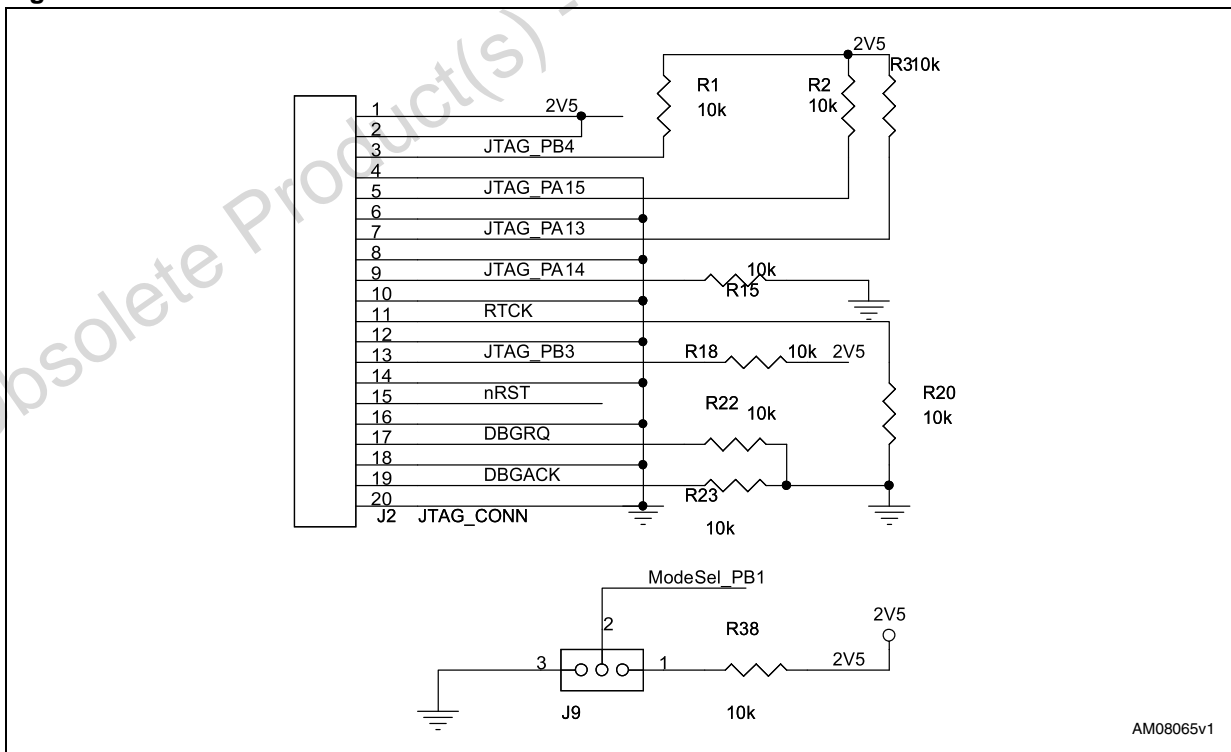 Obsolete Product(s) -
2V5
R1
10k
R2
10k
R310k
1
2V5
2
3
JTAG_PB4
4
5
JTAG_PA15
6
7
JTAG_PA13
8
9
JTAG_PA14
10k
R15
10
11
RTCK
12
13
JTAG_PB3
R18
10k
2V5
14
15
nRST
R20
10k
16
R22
10k
17
DBGRQ
18
19
DBGACK
R23
10k
20
J2 JTAG_CONN
ModeSel_PB1
2
3
1
R38
10k
2V5
2V5
J9
AM08065v1